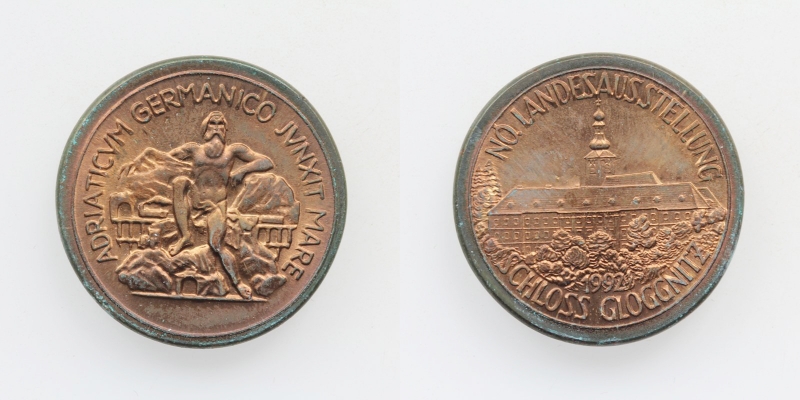 ADRIATICVM GERMANICO JVNXIT MARE
NÖ. LANDESAUSSTELLUNG
1992
SCHLOSS GLOGGNITZ